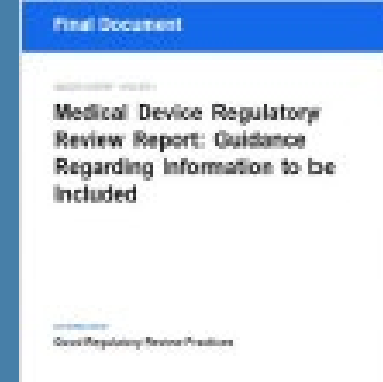 Final Document
Medical Device Regulatory
Review Report: Guidance
Regarding Information to be
Included
Good Regulatory Review Practices